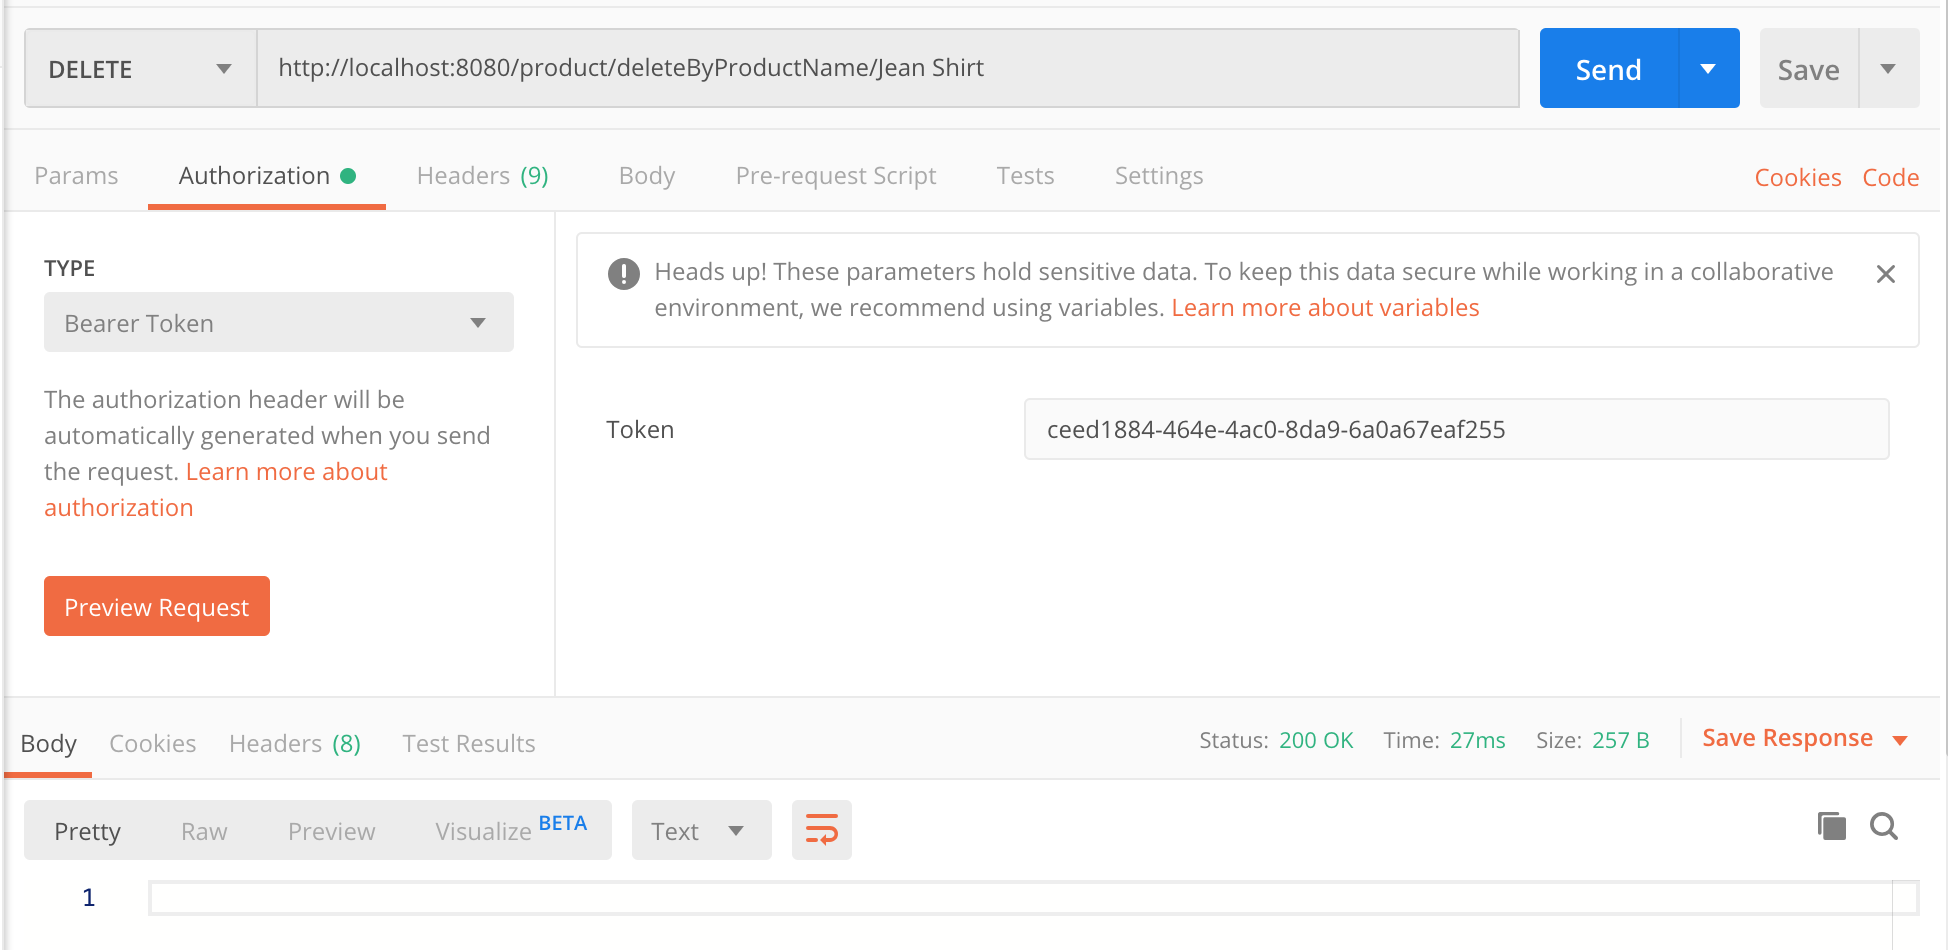 DELETE http://localhost:8080/product/deleteByProductName/Jean Shirt Send Save
Params Authorization Headers (9) Body Pre-request Script Tests Settings Cookies Code
TYPE
Bearer Token
The authorization header will be
automatically generated when you send
the request. Learn more about
authorization
Preview Request
Heads up! These parameters hold sensitive data. To keep this data secure while working in a collaborative
environment, we recommend using variables. Learn more about variables
Token ceed1884-464e-4ac0-8da9-6a0a67eaf255
Body Cookies Headers (8) Test Results Status: 200 OK Time: 27ms Size: 257 B Save Response
Pretty Raw Preview Visualize BETA Text
1